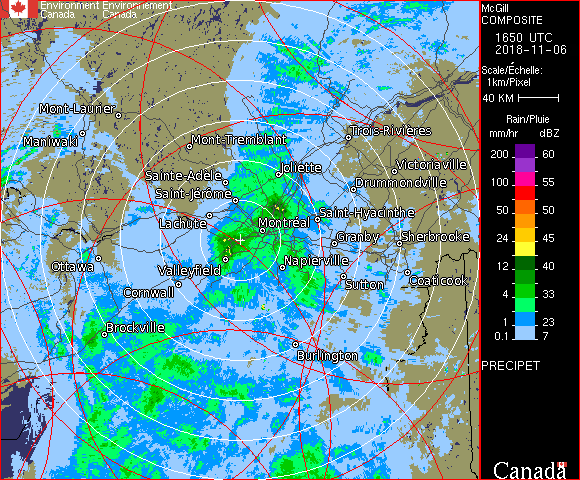 Environment Environnement
Canada Canada
McGill
COMPOSITE
1650 UTC
2018-11-06
Scale/Échelle:
1km/Pixel
40 KM
Rain/Pluie
mm/hr dBZ
200 60
100 55
50 50
24 45
12 40
4 33
1 23
0.1 7
PRECIPET
Canada
Mont-Laurier
Maniwaki
Mont-Tremblant
Trois-Rivières
Joliette
Victoriaville
Sainte-Adèle
Drummondville
Saint-Jérôme
Lachute
Montréal
Saint-Hyacinthe
Granby
Sherbrooke
Ottawa
Valleyfield
Napierville
Sutton
Coaticook
Cornwall
Brockville
Burlington